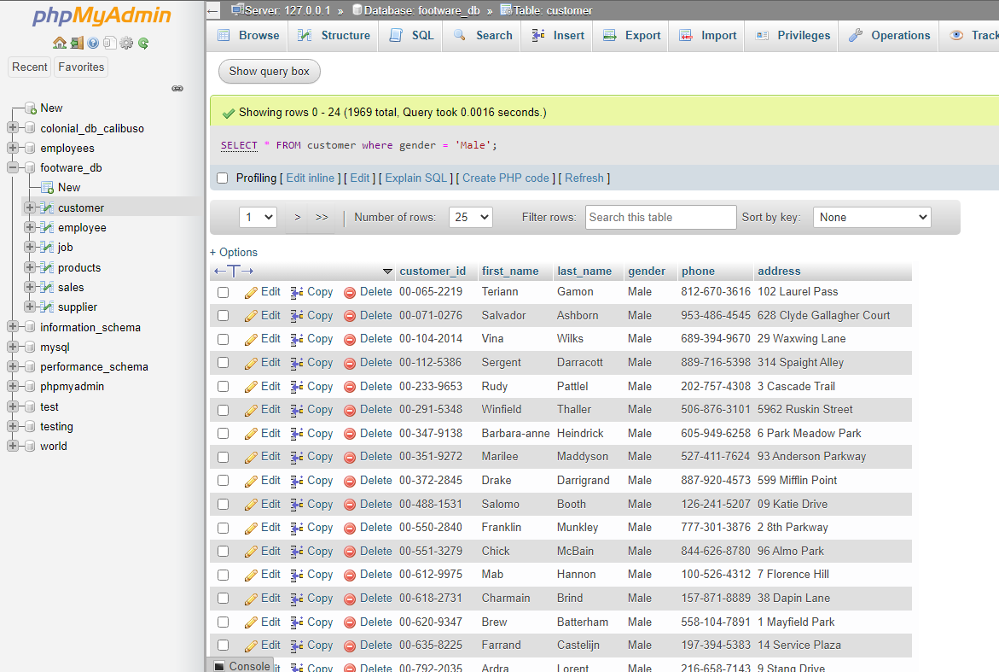 phpMyAdmin
Recent Favorites
New
colonial_db_calibuso
employees
footware_db
New
customer
employee
job
products
sales
supplier
information_schema
mysql
performance_schema
phpmyadmin
test
testing
world
Server: 127.0.0.1 » Database: footware_db » Table: customer
Browse Structure SQL Search Insert Export Import Privileges Operations Track
Show query box
Showing rows 0 - 24 (1969 total, Query took 0.0016 seconds.)
SELECT * FROM customer where gender = 'Male';
Profiling [ Edit inline ] [ Edit ] [ Explain SQL ] [ Create PHP code ] [ Refresh ]
1 > >> | Number of rows: 25 Filter rows: Search this table Sort by key: None
+ Options
←T→ customer_id first_name last_name gender phone address
Edit Copy Delete 00-065-2219 Teriann Gamon Male 812-670-3616 102 Laurel Pass
Edit Copy Delete 00-071-0276 Salvador Ashborn Male 953-486-4545 628 Clyde Gallagher Court
Edit Copy Delete 00-104-2014 Vina Wilks Male 689-394-9670 29 Waxwing Lane
Edit Copy Delete 00-112-5386 Sergent Darracott Male 889-716-5398 314 Spaight Alley
Edit Copy Delete 00-233-9653 Rudy Pattlel Male 202-757-4308 3 Cascade Trail
Edit Copy Delete 00-291-5348 Winfield Thaller Male 506-876-3101 5962 Ruskin Street
Edit Copy Delete 00-347-9138 Barbara-anne Heindrick Male 605-949-6258 6 Park Meadow Park
Edit Copy Delete 00-351-9272 Marilee Maddyson Male 527-411-7624 93 Anderson Parkway
Edit Copy Delete 00-372-2845 Drake Darrigrand Male 887-920-4573 599 Mifflin Point
Edit Copy Delete 00-488-1531 Salomo Booth Male 126-241-5207 09 Katie Drive
Edit Copy Delete 00-550-2840 Franklin Munkley Male 777-301-3876 2 8th Parkway
Edit Copy Delete 00-551-3279 Chick McBain Male 844-626-8780 96 Almo Park
Edit Copy Delete 00-612-9975 Mab Hannon Male 100-526-4312 7 Florence Hill
Edit Copy Delete 00-618-2731 Charmain Brind Male 157-871-8889 38 Dapin Lane
Edit Copy Delete 00-620-9347 Brew Batterham Male 558-104-7891 1 Mayfield Park
Edit Copy Delete 00-635-8225 Farrand Castelijn Male 197-394-5383 14 Service Plaza
Console Copy Delete 00-792-2035 Ardra Lorent Male 216-658-7143 9 Stang Drive